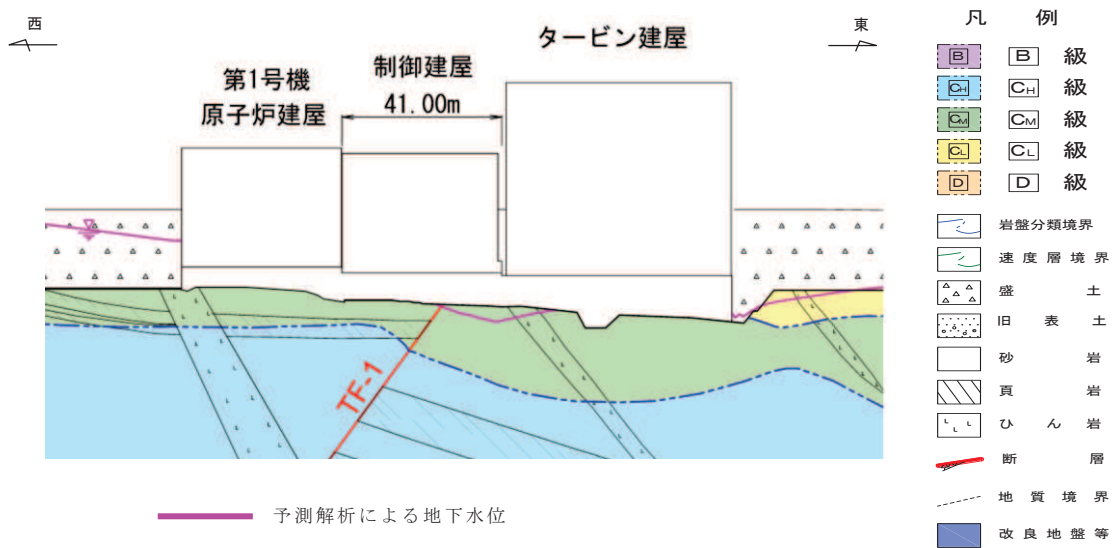 西
東
第1号機
原子炉建屋
制御建屋
41.00m
タービン建屋
TF-1
予測解析による地下水位
凡 例
B B 級
CH CH 級
CM CM 級
CL CL 級
D D 級
岩盤分類境界
速度層境界
盛 土
旧 表 土
砂 岩
頁 岩
ひ ん 岩
断 層
地 質 境 界
改 良 地 盤 等